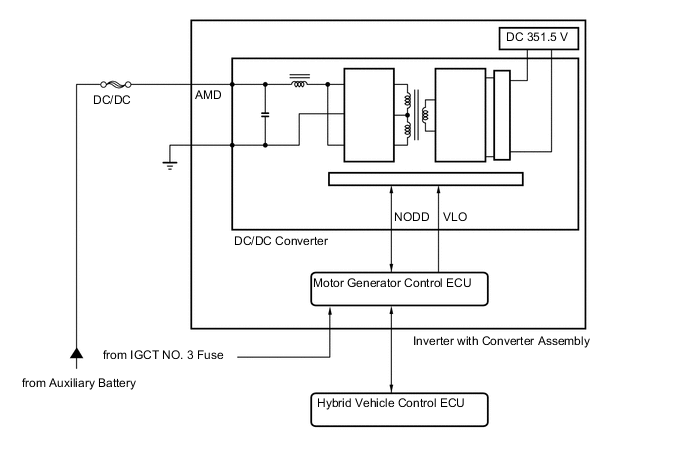 DC 351.5 V
AMD
DC/DC
NODD
VLO
DC/DC Converter
Motor Generator Control ECU
Inverter with Converter Assembly
from IGCT NO. 3 Fuse
from Auxiliary Battery
Hybrid Vehicle Control ECU